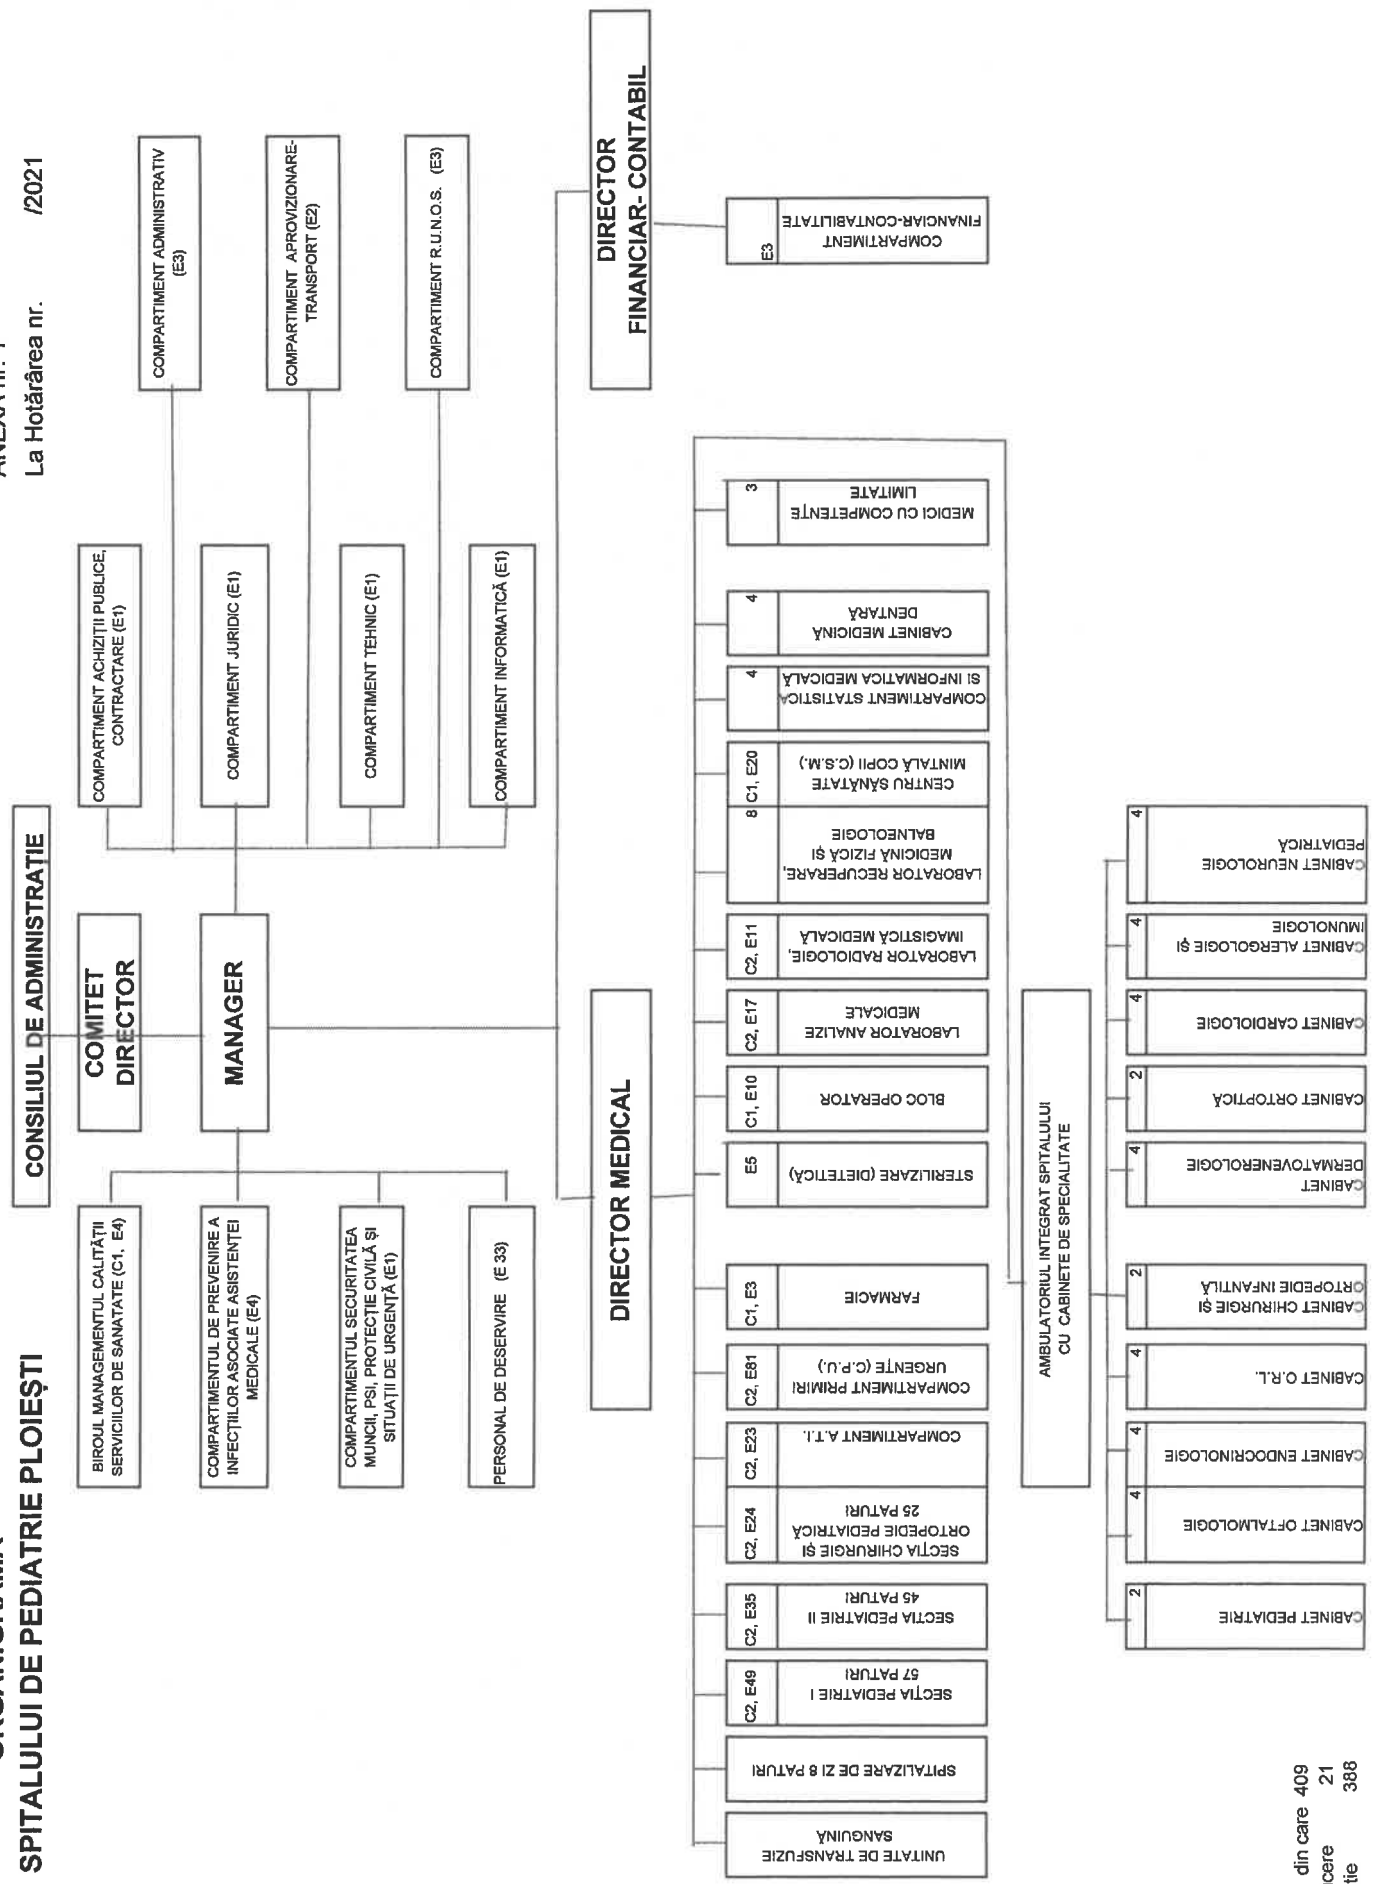 La Hotărârea nr. /2021
SPITALULUI DE PEDIATRIE PLOIEȘTI
CONSILIUL DE ADMINISTRAȚIE
COMITET
DIRECTOR
MANAGER
BIROUL MANAGEMENTUL CALITĂȚII
SERVICIILOR DE SANATATE (C1, E4)
COMPARTIMENTUL DE PREVENIRE A
INFECȚIILOR ASOCIATE ASISTENȚEI
MEDICALE (E4)
COMPARTIMENTUL SECURITATEA
MUNCII, PSI, PROTECȚIE CIVILĂ ȘI
SITUAȚII DE URGENȚĂ (E1)
PERSONAL DE DESERVIRE (E 33)
COMPARTIMENT ACHIZIȚII PUBLICE,
CONTRACTARE (E1)
COMPARTIMENT JURIDIC (E1)
COMPARTIMENT TEHNIC (E1)
COMPARTIMENT INFORMATICĂ (E1)
COMPARTIMENT ADMINISTRATIV
(E3)
COMPARTIMENT APROVIZIONARE-
TRANSPORT (E2)
COMPARTIMENT R.U.N.O.S. (E3)
DIRECTOR MEDICAL
DIRECTOR
FINANCIAR- CONTABIL
UNITATE DE TRANSFUZIE
SANGUINĂ
SPITALIZARE DE ZI 8 PATURI
C2, E49
SECȚIA PEDIATRIE I
57 PATURI
C2, E35
SECTIA PEDIATRIE II
45 PATURI
C2, E24
SECȚIA CHIRURGIE ȘI
ORTOPEDIE PEDIATRICĂ
25 PATURI
C2, E23
COMPARTIMENT A.T.I.
C2, E81
COMPARTIMENT PRIMIRI
URGENȚE (C.P.U.)
C1, E3
FARMACIE
E5
STERILIZARE (DIETETICĂ)
C1, E10
BLOC OPERATOR
C2, E17
LABORATOR ANALIZE
MEDICALE
C2, E11
LABORATOR RADIOLOGIE,
IMAGISTICĂ MEDICALĂ
8
LABORATOR RECUPERARE,
MEDICINĂ FIZICĂ ȘI
BALNEOLOGIE
C1, E20
CENTRU SĂNĂTATE
MINTALĂ COPII (C.S.M.)
4
COMPARTIMENT STATISTICA
SI INFORMATICA MEDICALĂ
4
CABINET MEDICINĂ
DENTARĂ
3
MEDICI CU COMPETENȚE
LIMITATE
E3
COMPARTIMENT
FINANCIAR-CONTABILITATE
AMBULATORIUL INTEGRAT SPITALULUI
CU CABINETE DE SPECIALITATE
2
CABINET PEDIATRIE
4
CABINET OFTALMOLOGIE
4
CABINET ENDOCRINOLOGIE
4
CABINET O.R.L.
2
CABINET CHIRURGIE ȘI
ORTOPEDIE INFANTILĂ
4
CABINET
DERMATOVENEROLOGIE
2
CABINET ORTOPTICĂ
4
CABINET CARDIOLOGIE
4
CABINET ALERGOLOGIE ȘI
IMUNOLOGIE
4
CABINET NEUROLOGIE
PEDIATRICĂ
din care 409
21
388